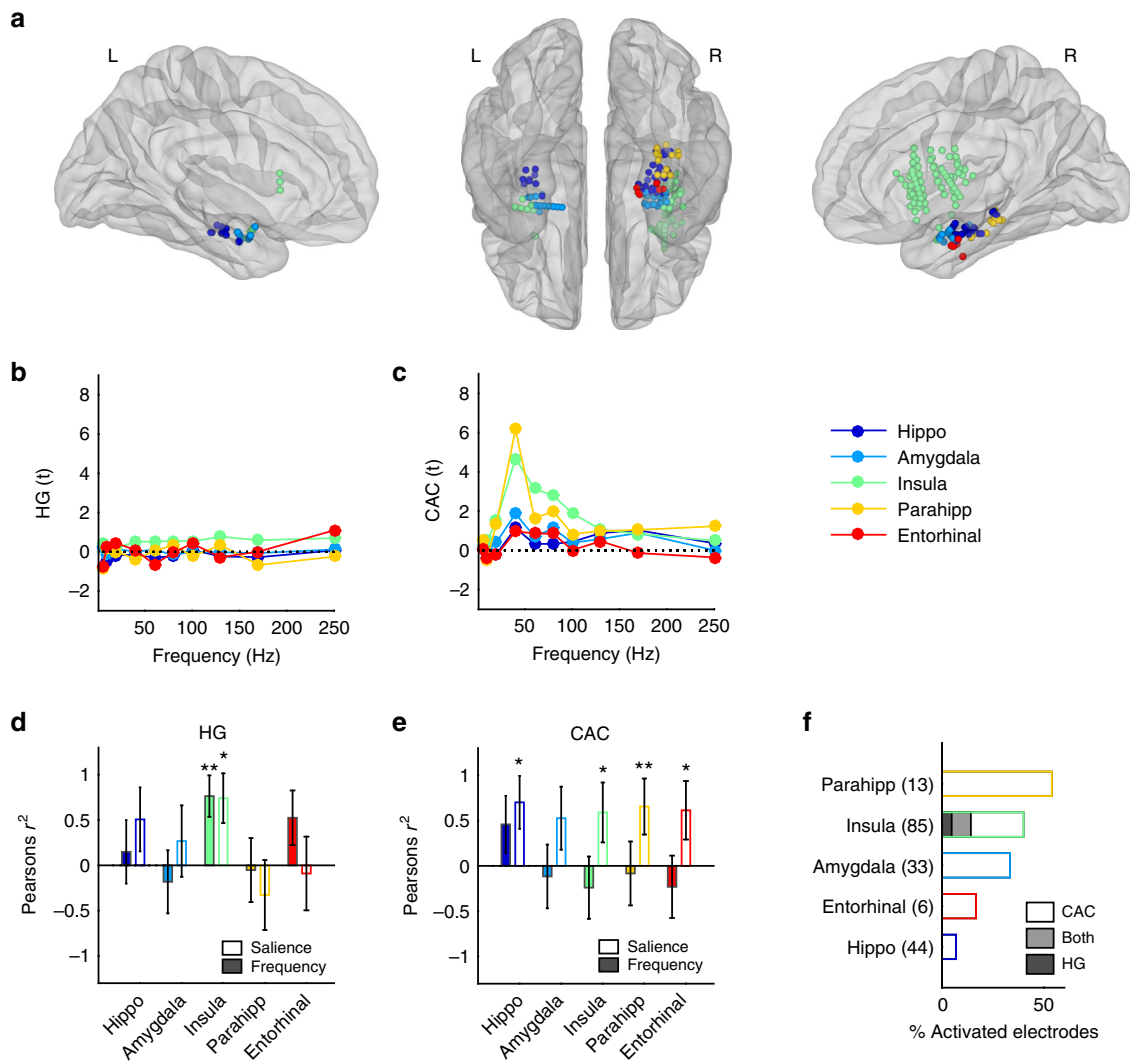 a
L
L
R
R
b
8
6
4
2
0
−2
HG (t)
50 100 150 200 250
Frequency (Hz)
c
8
6
4
2
0
−2
CAC (t)
50 100 150 200 250
Frequency (Hz)
Hippo
Amygdala
Insula
Parahipp
Entorhinal
d
HG
1
0.5
0
−0.5
−1
Pearsons r²
** *
Salience
Frequency
Hippo
Amygdala
Insula
Parahipp
Entorhinal
e
CAC
1
0.5
0
−0.5
−1
Pearsons r²
* * ** *
Salience
Frequency
Hippo
Amygdala
Insula
Parahipp
Entorhinal
f
Parahipp (13)
Insula (85)
Amygdala (33)
Entorhinal (6)
Hippo (44)
CAC
Both
HG
0 50
% Activated electrodes